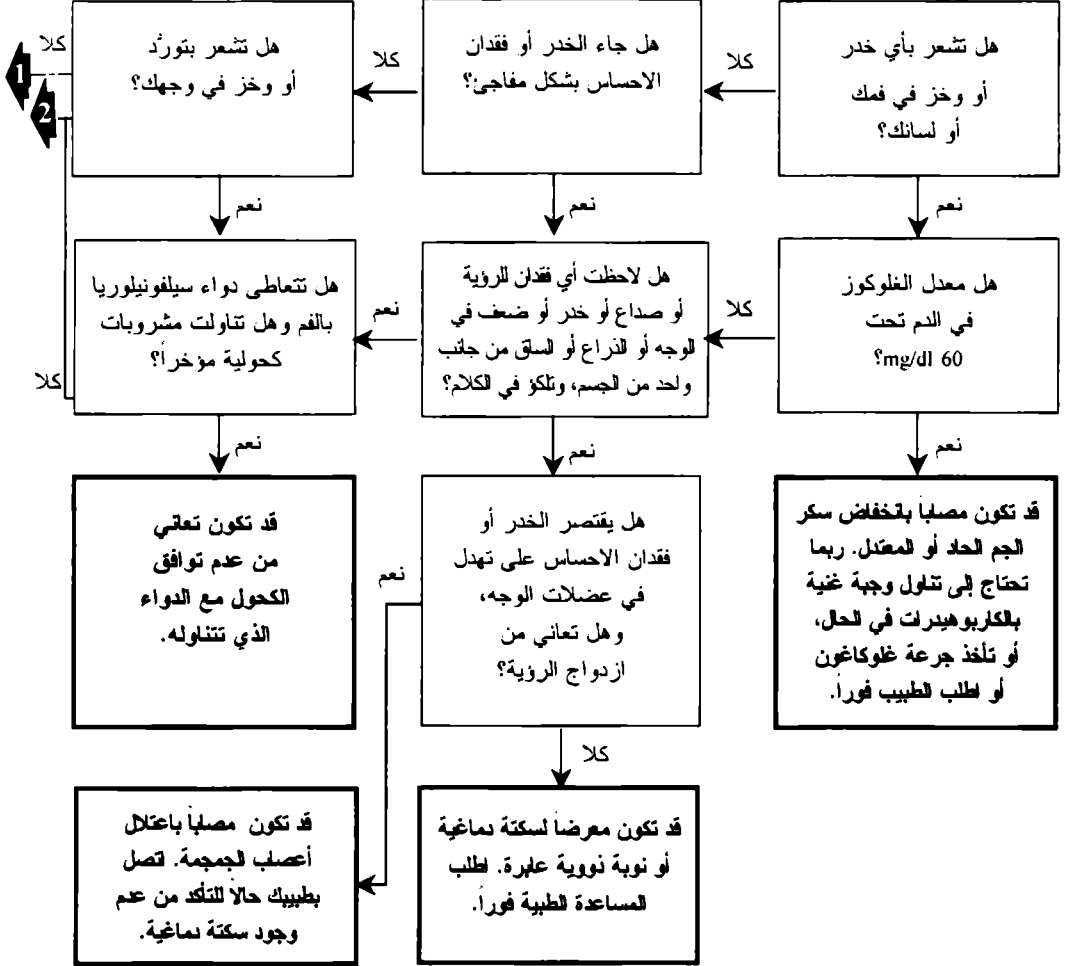 هل تشعر بأي خدر
أو وخز في فمك
أو لسانك؟
كلا
هل جاء الخدر أو فقدان
الاحساس بشكل مفاجئ؟
كلا
هل تشعر بتورُّد
أو وخز في وجهك؟
كلا
1
2
نعم
نعم
نعم
هل معدل الغلوكوز
في الدم تحت
60 mg/dl؟
كلا
هل لاحظت أي فقدان للرؤية
أو صداع أو خدر أو ضعف في
الوجه أو الذراع أو الساق من جانب
واحد من الجسم، وتلكؤ في الكلام؟
نعم
هل تتعاطى دواء سيلفونيلوريا
بالفم وهل تناولت مشروبات
كحولية مؤخراً؟
كلا
نعم
نعم
نعم
قد تكون مصاباً بانخفاض سكر
الجم الحاد أو المعتدل. ربما
تحتاج إلى تناول وجبة غنية
بالكاربوهيدرات في الحال،
أو تأخذ جرعة غلوكاغون
أو اطلب الطبيب فوراً.
هل يقتصر الخدر أو
فقدان الاحساس على تهدل
في عضلات الوجه،
وهل تعاني من
ازدواج الرؤية؟
نعم
قد تكون تعاني
من عدم توافق
الكحول مع الدواء
الذي تتناوله.
كلا
قد تكون معرضاً لسكتة دماغية
أو نوبة نووية عابرة. اطلب
المساعدة الطبية فوراً.
قد تكون مصاباً باعتلال
أعصاب الجمجمة. اتصل
بطبيبك حالاً للتأكد من عدم
وجود سكتة دماغية.